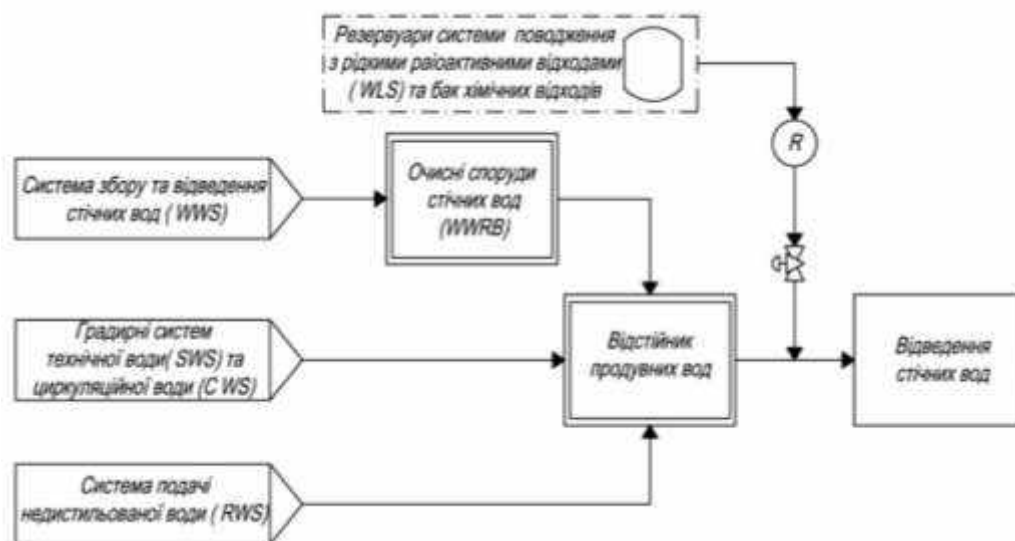 Резервуари системи поводження
з рідкими раіоактивними відходами
( WLS) та бак хімічних відходів
R
Система збору та відведення
стічних вод ( WWS)
Очисні споруди
стічних вод
(WWRB)
Градирні систем
технічної води( SWS) та
циркуляційної води (C WS)
Відстійник
продувних вод
Відведення
стічних вод
Система подачі
недистильованої води ( RWS)